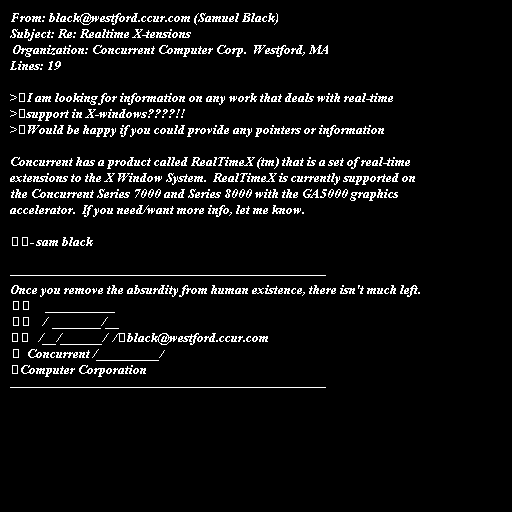 From: black@westford.ccur.com (Samuel Black)
Subject: Re: Realtime X-tensions
Organization: Concurrent Computer Corp.  Westford, MA
Lines: 19

>▯I am looking for information on any work that deals with real-time
>▯support in X-windows????!!
>▯Would be happy if you could provide any pointers or information

Concurrent has a product called RealTimeX (tm) that is a set of real-time
extensions to the X Window System.  RealTimeX is currently supported on
the Concurrent Series 7000 and Series 8000 with the GA5000 graphics
accelerator.  If you need/want more info, let me know.

▯▯- sam black

_____________________________________________
Once you remove the absurdity from human existence, there isn't much left.
▯▯    __________
▯▯   /  _______/__
▯▯  /__/______/  /▯black@westford.ccur.com
▯  Concurrent /_________/
▯Computer Corporation
_____________________________________________